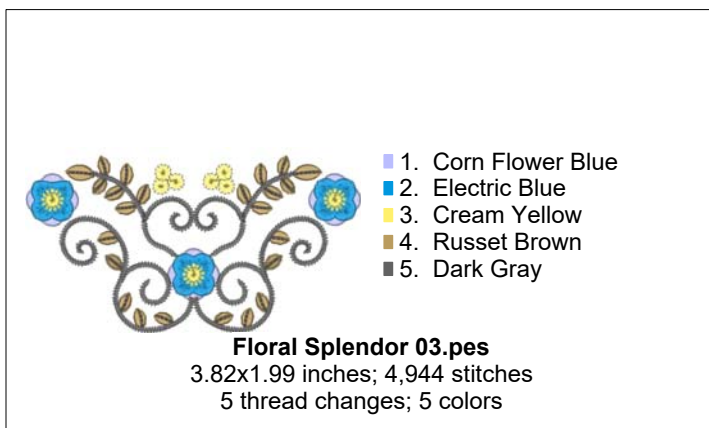 1. Corn Flower Blue
2. Electric Blue
3. Cream Yellow
4. Russet Brown
5. Dark Gray
Floral Splendor 03.pes
3.82x1.99 inches; 4,944 stitches
5 thread changes; 5 colors